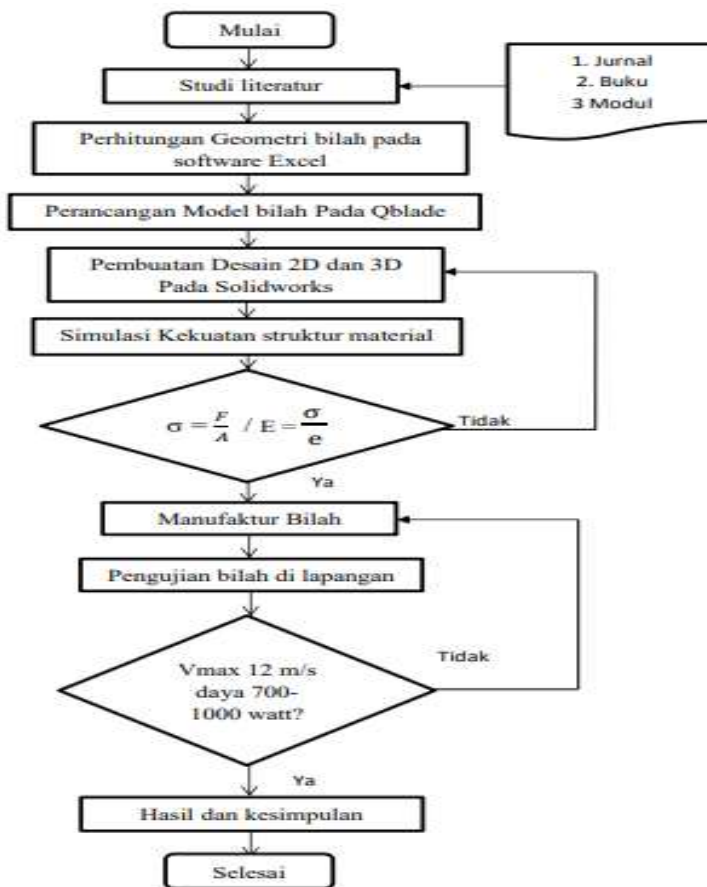 Mulai
Studi literatur
1. Jurnal
2. Buku
3 Modul
Perhitungan Geometri bilah pada
software Excel
Perancangan Model bilah Pada Qblade
Pembuatan Desain 2D dan 3D
Pada Solidworks
Simulasi Kekuatan struktur material
σ = F/A / E = σ/e
Tidak
Ya
Manufaktur Bilah
Pengujian bilah di lapangan
Vmax 12 m/s
daya 700-
1000 watt?
Tidak
Ya
Hasil dan kesimpulan
Selesai